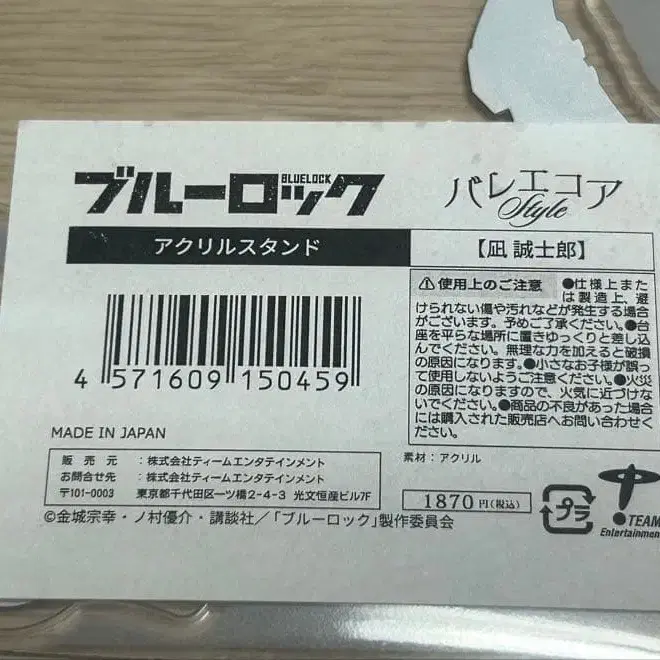 ブルーロック
BLUELOCK
バレエコア
Style
アクリルスタンド
【凪 誠士郎】
⚠使用上のご注意 ●仕様上また
は製造上、避
けられない傷や汚れなどが発生する場合
がございます。予めご了承ください。●台
座を平らな場所に置きゆっくりと差し込
んでください。無理な力を加えると破損
の原因になります。●小さなお子様が誤っ
て使用しないようご注意ください。●火災
の原因になりますので、火気に近づけな
いでください。●商品の不良があった場合
には購入された販売店へお問い合わせくだ
さい。
4 571609 150459
MADE IN JAPAN
素材：アクリル
販売元：株式会社ティームエンタテインメント
お問合せ先：株式会社ティームエンタテインメント
〒101-0003 東京都千代田区一ツ橋2-4-3 光文恒産ビル7F
1870円(税込)
プラ
TEAM
Entertainment
©金城宗幸・ノ村優介・講談社／「ブルーロック」製作委員会